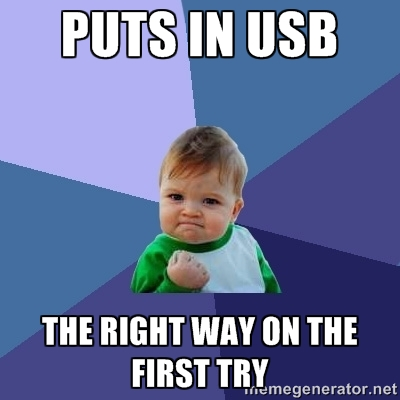 PUTS IN USB
THE RIGHT WAY ON THE
FIRST TRY
memegenerator.net